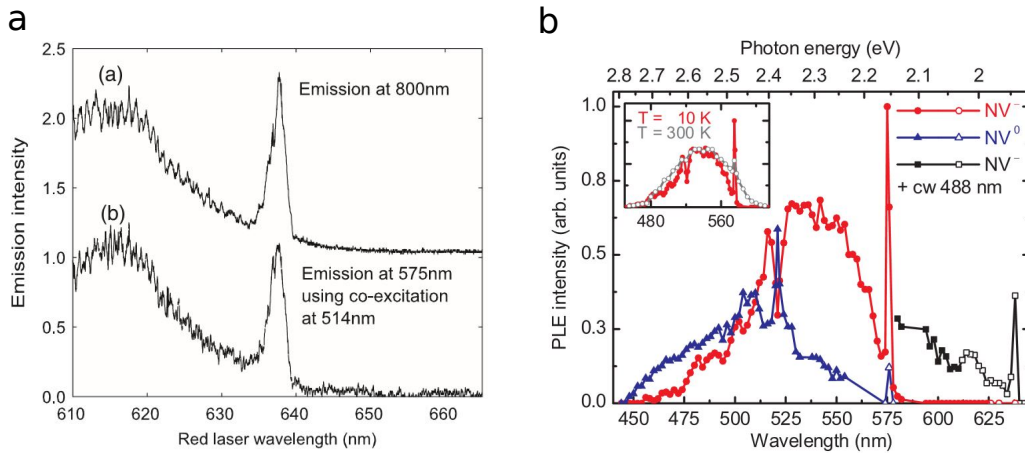 a
2.5
2.0
1.5
1.0
0.5
0.0
Emission intensity
(a)
Emission at 800nm
(b)
Emission at 575nm
using co-excitation
at 514nm
610 620 630 640 650 660
Red laser wavelength (nm)
b
Photon energy (eV)
2.8 2.7 2.6 2.5 2.4 2.3 2.2 2.1 2
1.0
0.8
0.5
0.3
0.0
PLE intensity (arb. units)
T = 10 K
T = 300 K
480 560
NV⁻
NV⁰
NV⁻
+ cw 488 nm
450 475 500 525 550 575 600 625
Wavelength (nm)